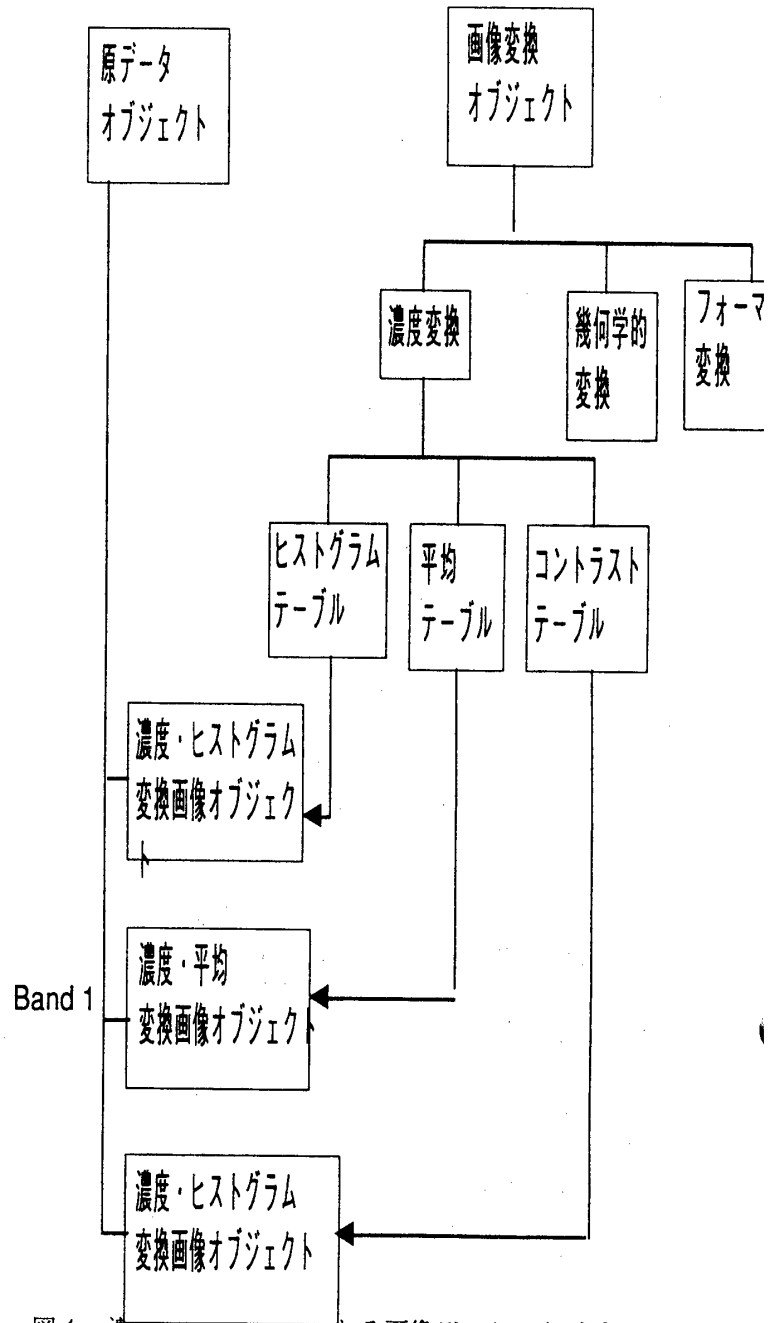 原データ
オブジェクト
画像変換
オブジェクト
濃度変換
幾何学的
変換
フォーマ
変換
ヒストグラム
テーブル
平均
テーブル
コントラスト
テーブル
濃度・ヒストグラム
変換画像オブジェク
ト
Band 1
濃度・平均
変換画像オブジェクト
濃度・ヒストグラム
変換画像オブジェクト